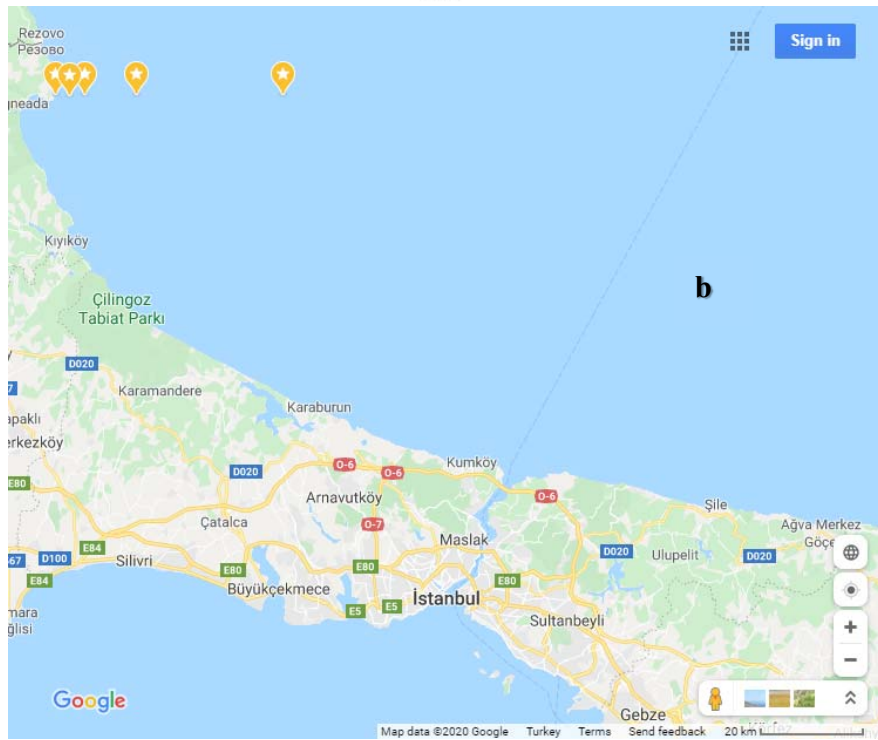 Rezovo
Резово
Sign in
ğneada
Kıyıköy
Çilingoz
Tabiat Parkı
D020
7
Karamandere
Karaburun
apaklı
erkezköy
Kumköy
O-6
O-6
D020
E80
Arnavutköy
O-6
Şile
O-7
Çatalca
Ağva Merkez
Göçe
Maslak
E84
D100
67
Silivri
E80
E80
D020
Ulupelit
D020
E84
Büyükçekmece
E80
İstanbul
E5
E5
mara
ğlisi
Sultanbeyli
b
Google
Gebze
Map data ©2020 Google Turkey Terms Send feedback 20 km